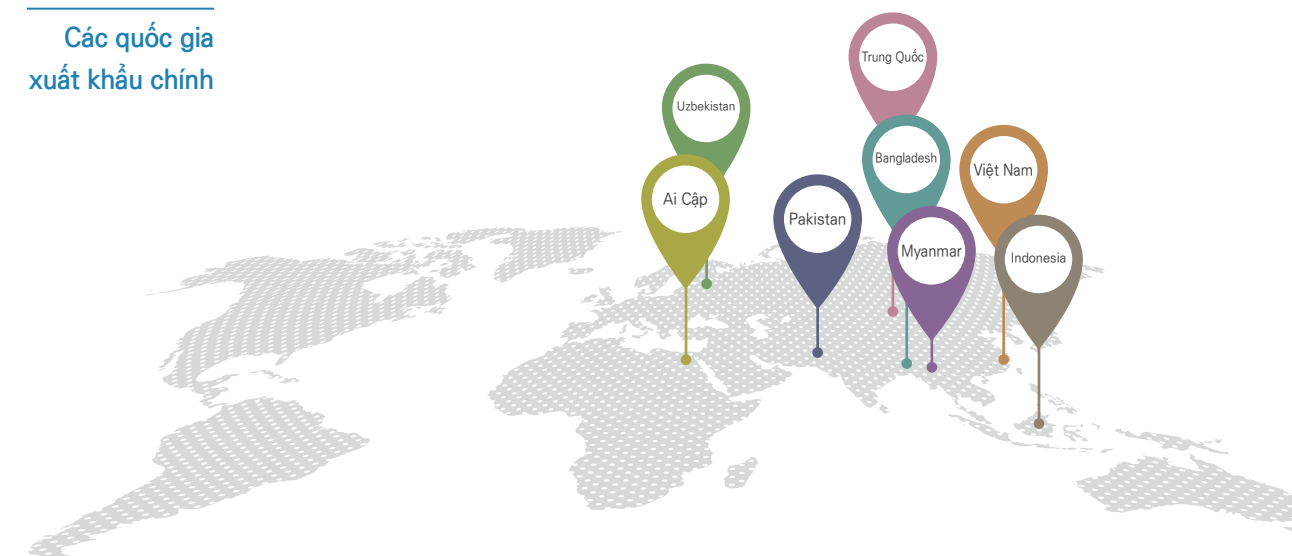 Các quốc gia
xuất khẩu chính
Trung Quốc
Uzbekistan
Bangladesh
Việt Nam
Ai Cập
Pakistan
Myanmar
Indonesia